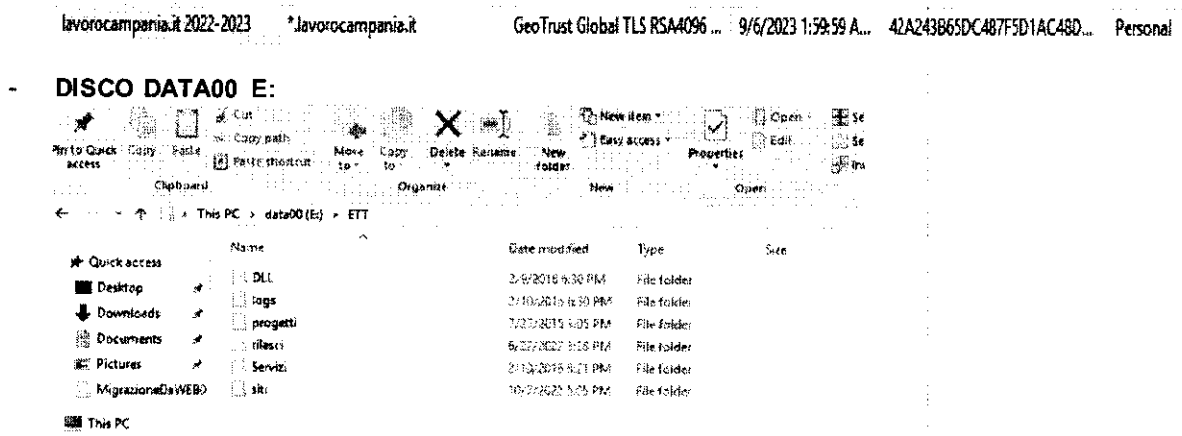 lavorocampania.it 2022-2023 *.lavorocampania.it GeoTrust Global TLS RSA4096 ... 9/6/2023 1:59:59 A... 42A243B65DC487F5D1AC48D... Personal
- DISCO DATA00 E:
Cut
Copy path
Paste shortcut
Pin to Quick access
Copy Paste
Move to Copy to Delete Rename New folder
New item
Easy access
Properties
Open
Edit
Se
Se
Inv
Clipboard Organize New Open
This PC > data00 (E:) > ETT
Name Date modified Type Size
Quick access
DLL File folder
Desktop
logs File folder
Downloads
progetti File folder
Documents
rilasci File folder
Pictures
Servizi File folder
MigrazioneDaWEB0
siti File folder
This PC